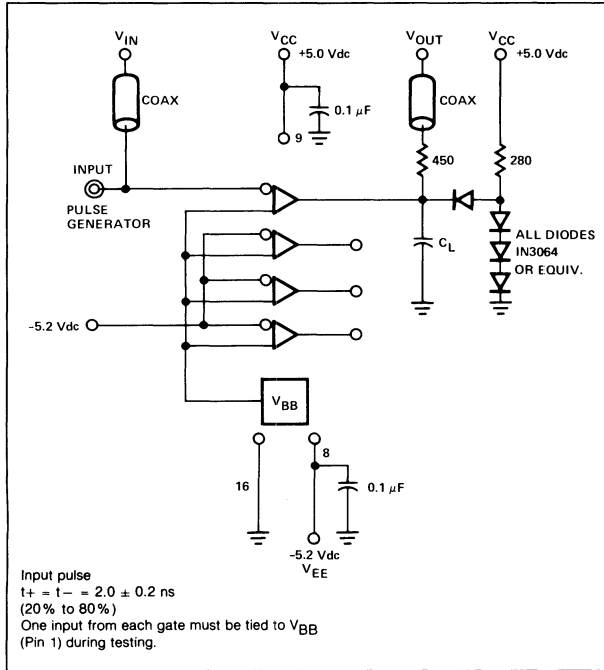 VIN
VCC
+5.0 Vdc
VOUT
VCC
+5.0 Vdc
COAX
0.1 μF
COAX
9
450
280
INPUT
PULSE
GENERATOR
CL
ALL DIODES
IN3064
OR EQUIV.
-5.2 Vdc
VBB
8
16
0.1 μF
-5.2 Vdc
VEE
Input pulse
t+ = t- = 2.0 ± 0.2 ns
(20% to 80%)
One input from each gate must be tied to VBB
(Pin 1) during testing.